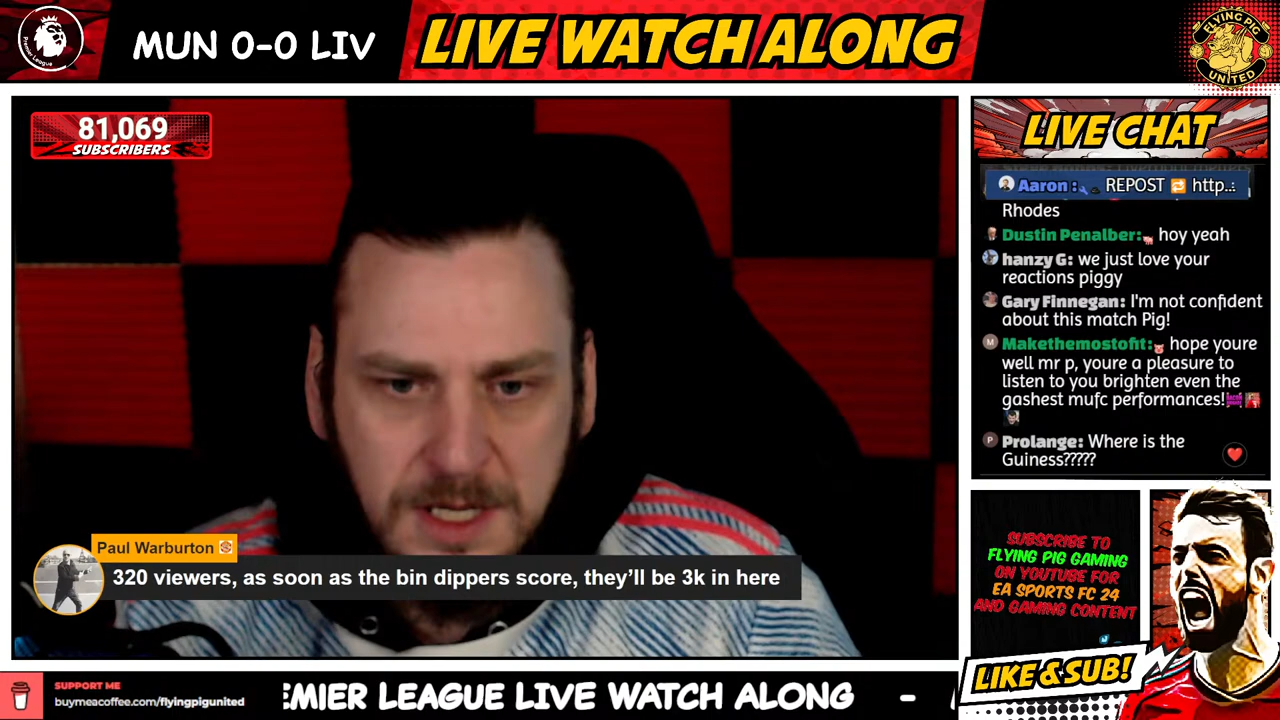 Premier League
MUN 0-0 LIV
LIVE WATCH ALONG
FLYING PIG
UNITED
81,069
SUBSCRIBERS
LIVE CHAT
Aaron : REPOST http..:
Rhodes
Dustin Penalber: hoy yeah
hanzy G: we just love your
reactions piggy
Gary Finnegan: I'm not confident
about this match Pig!
Makethemostofit: hope youre
well mr p, youre a pleasure to
listen to you brighten even the
gashest mufc performances!
P
Prolange: Where is the
Guiness?????
Paul Warburton
320 viewers, as soon as the bin dippers score, they'll be 3k in here
SUBSCRIBE TO
FLYING PIG GAMING
ON YOUTUBE FOR
EA SPORTS FC 24
AND GAMING CONTENT
LIKE & SUB!
SUPPORT ME
buymeacoffee.com/flyingpigunited
EMIER LEAGUE LIVE WATCH ALONG -